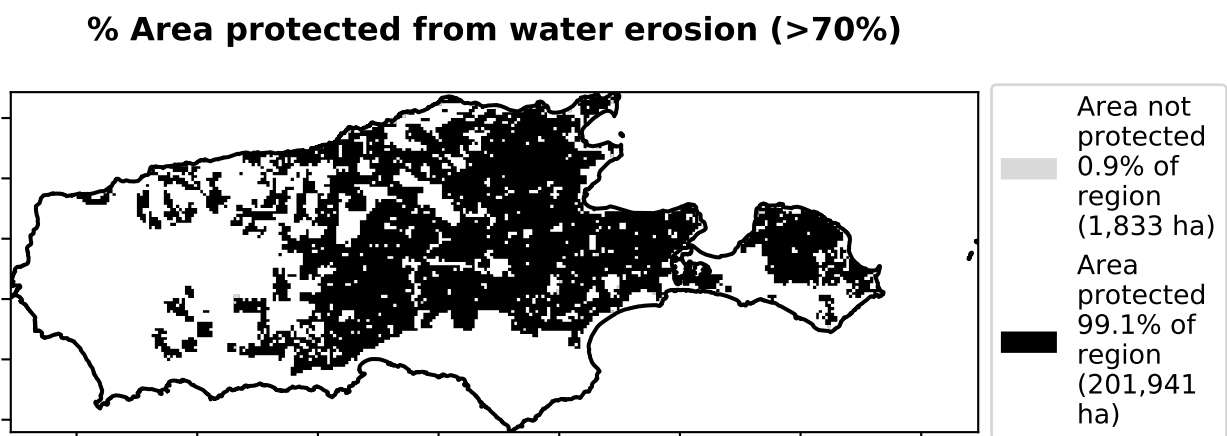 % Area protected from water erosion (>70%)
Area not
protected
0.9% of
region
(1,833 ha)
Area
protected
99.1% of
region
(201,941
ha)